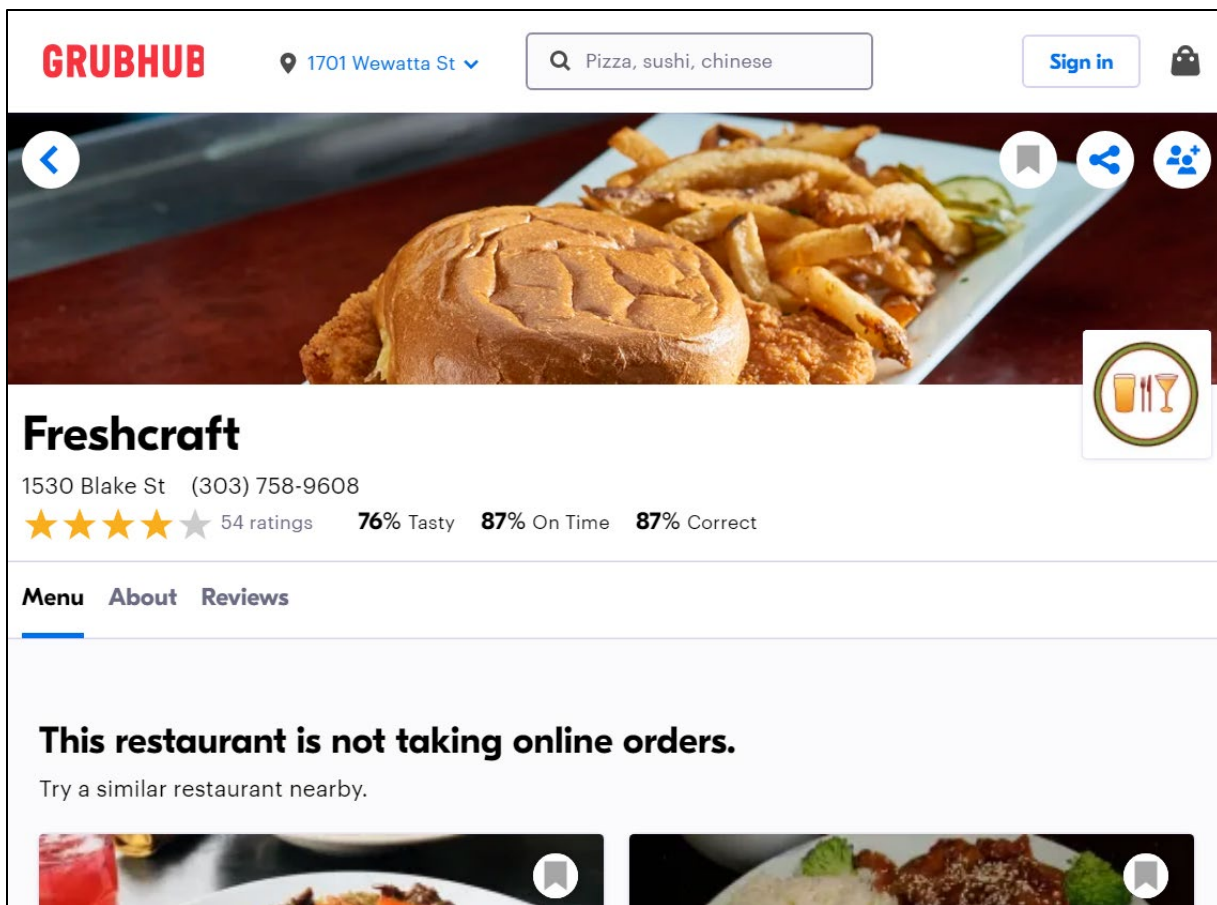 GRUBHUB
1701 Wewatta St
Pizza, sushi, chinese
Sign in
Freshcraft
1530 Blake St (303) 758-9608
54 ratings 76% Tasty 87% On Time 87% Correct
Menu About Reviews
This restaurant is not taking online orders.
Try a similar restaurant nearby.